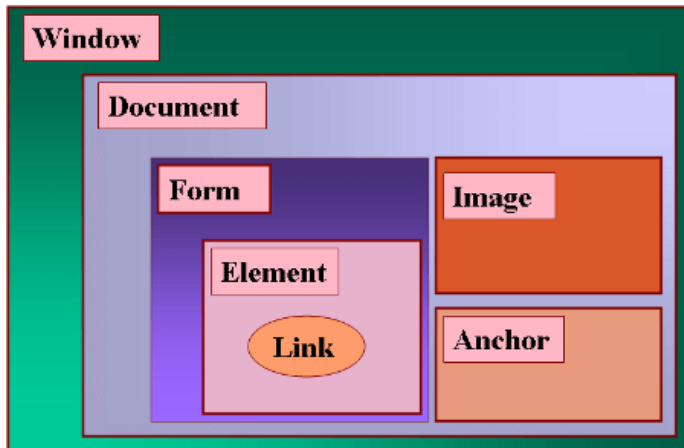 Window
Document
Form
Image
Element
Link
Anchor